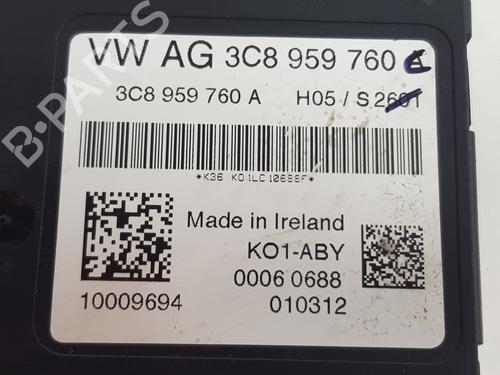 VW AG 3C8 959 760 C
3C8 959 760 A H05 / S 2601
*K36 K01LC10688F*
Made in Ireland
KO1-ABY
0006 0688
10009694
010312
B-PARTS